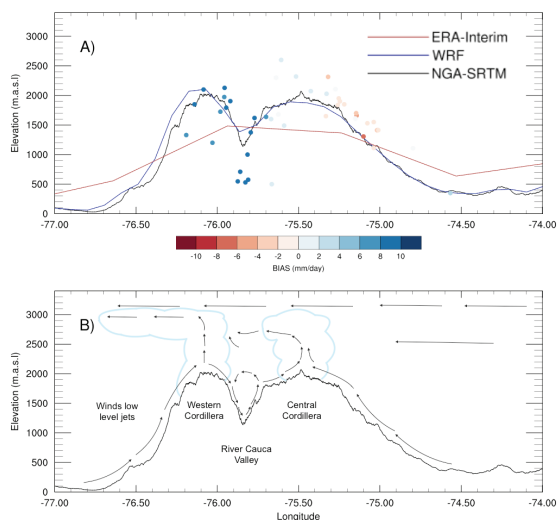 A)
ERA-Interim
WRF
NGA-SRTM
Elevation (m.a.s.l)
3000
2500
2000
1500
1000
500
0
-77.00 -76.50 -76.00 -75.50 -75.00 -74.50 -74.00
-10 -8 -6 -4 -2 0 2 4 6 8 10
BIAS (mm/day)
B)
Elevation (m.a.s.l)
3000
2500
2000
1500
1000
500
0
Winds low
level jets
Western
Cordillera
Central
Cordillera
River Cauca
Valley
-77.00 -76.50 -76.00 -75.50 -75.00 -74.50 -74.00
Longitude